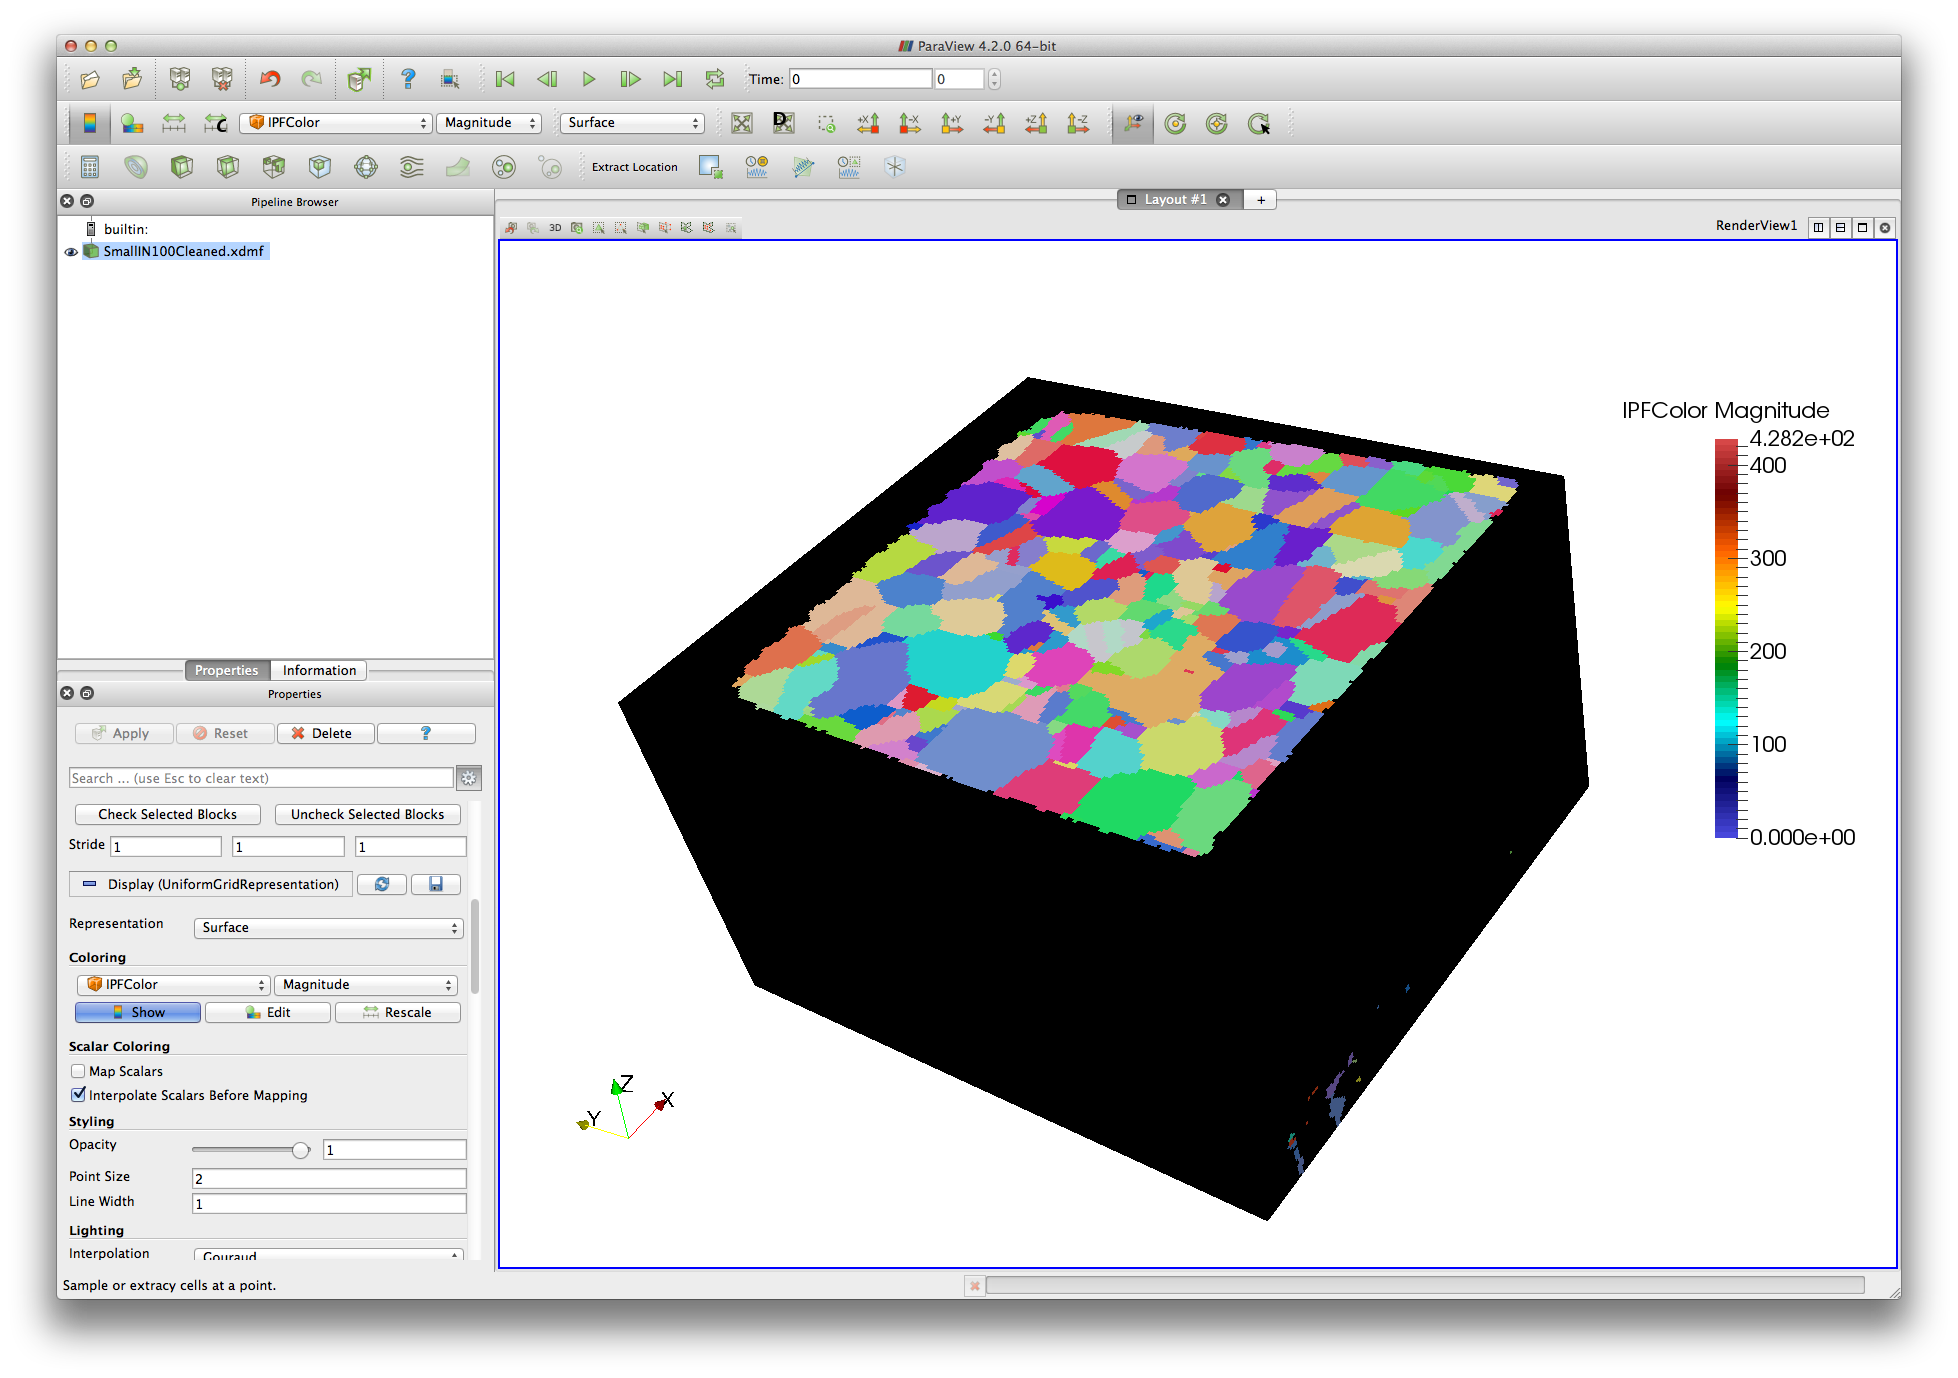 ParaView 4.2.0 64-bit
Time: 0 0
IPFColor Magnitude Surface
D +X -X +Y -Y +Z -Z
C
Extract Location
Pipeline Browser
Layout #1 +
builtin:
SmallIN100Cleaned.xdmf
3D
RenderView1
Properties Information
Properties
Apply Reset Delete ?
Search ... (use Esc to clear text)
Check Selected Blocks Uncheck Selected Blocks
Stride 1 1 1
Display (UniformGridRepresentation)
Representation Surface
Coloring
IPFColor Magnitude
Show Edit Rescale
Scalar Coloring
Map Scalars
Interpolate Scalars Before Mapping
Styling
Opacity 1
Point Size 2
Line Width 1
Lighting
Interpolation Gouraud
Sample or extracy cells at a point.
IPFColor Magnitude
4.282e+02
400
300
200
100
0.000e+00
Z
X
Y